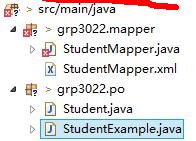 > src/main/java
> grp3022.mapper
> StudentMapper.java
StudentMapper.xml
> grp3022.po
> Student.java
> StudentExample.java